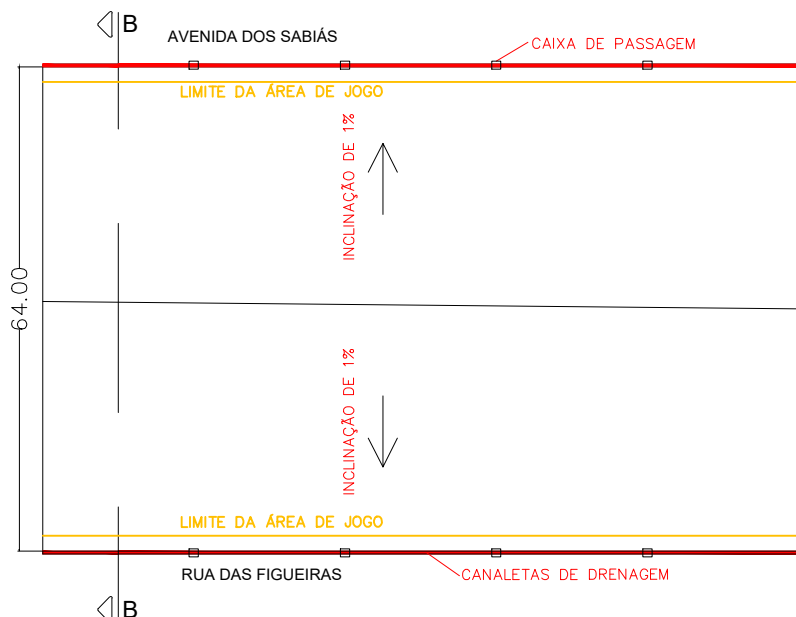 B
AVENIDA DOS SABIÁS
CAIXA DE PASSAGEM
LIMITE DA ÁREA DE JOGO
INCLINAÇÃO DE 1%
64.00
INCLINAÇÃO DE 1%
LIMITE DA ÁREA DE JOGO
RUA DAS FIGUEIRAS
CANALETAS DE DRENAGEM
B